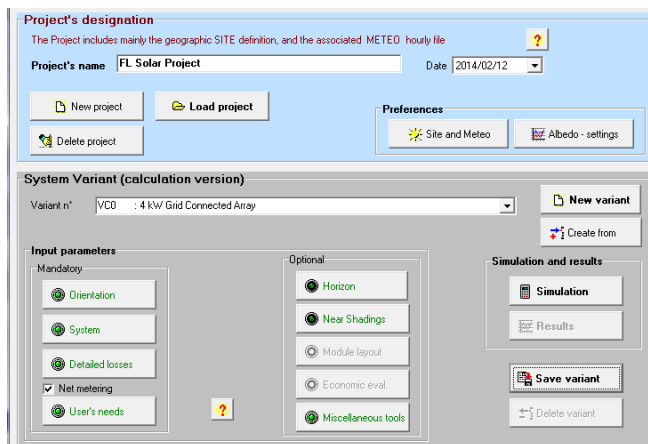 Project's designation
The Project includes mainly the geographic SITE definition, and the associated METEO hourly file
?
Project's name FL Solar Project Date 2014/02/12
New project Load project
Preferences
Delete project Site and Meteo Albedo - settings
System Variant (calculation version)
Variant n° VC0 : 4 kW Grid Connected Array
New variant
Create from
Input parameters
Mandatory
Orientation
System
Detailed losses
Net metering
User's needs
?
Optional
Horizon
Near Shadings
Module layout
Economic eval.
Miscellaneous tools
Simulation and results
Simulation
Results
Save variant
Delete variant